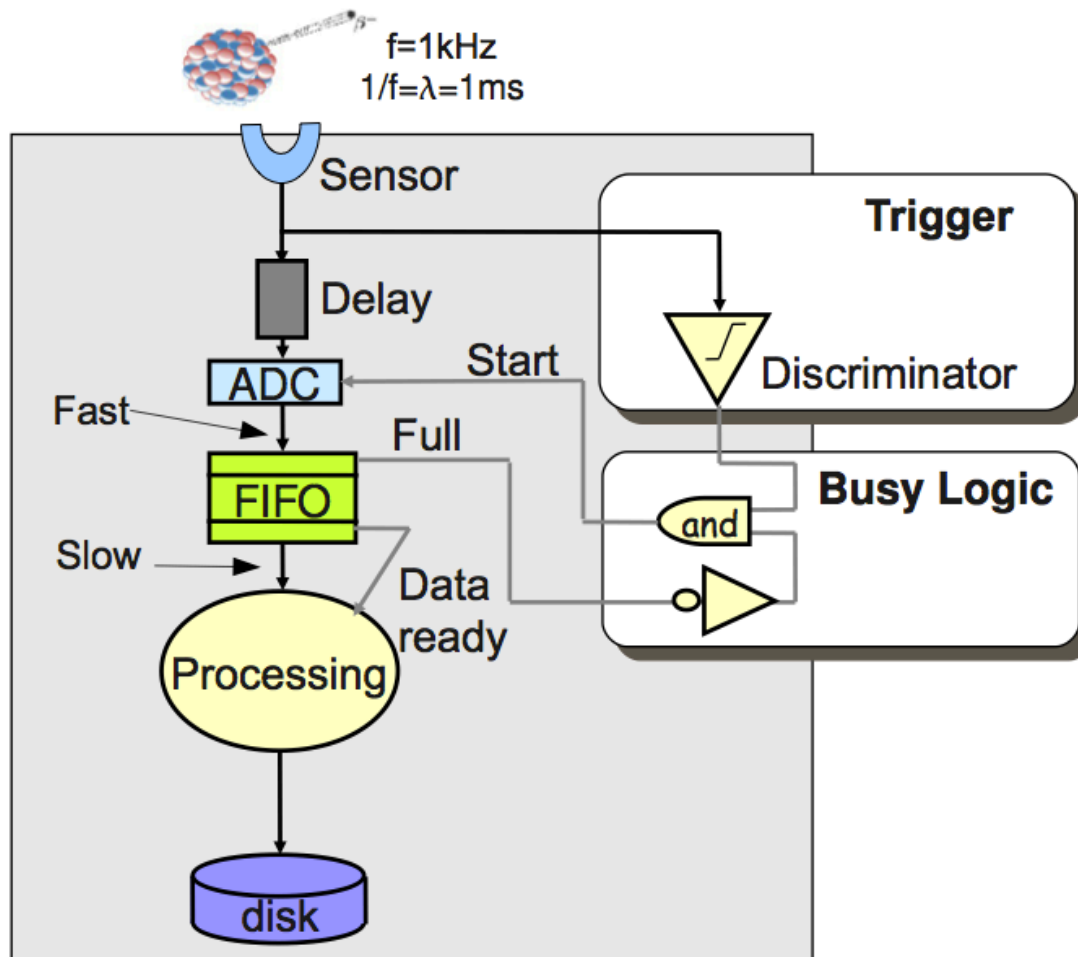 β-
f=1kHz
1/f=λ=1ms
Sensor
Trigger
Delay
Start
Discriminator
ADC
Fast
Full
Busy Logic
FIFO
and
Slow
Data
ready
Processing
disk